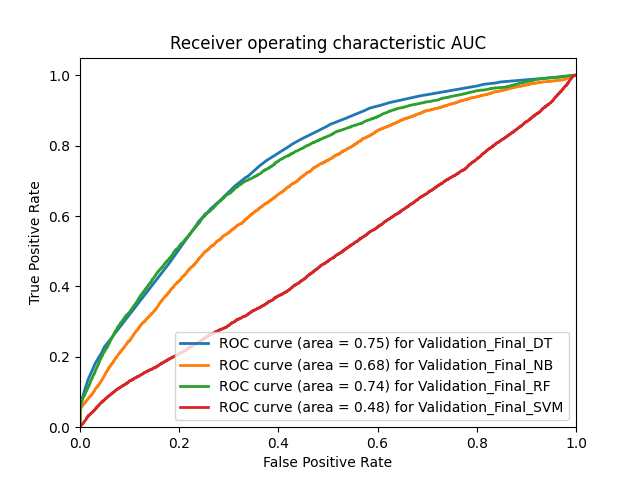 Receiver operating characteristic AUC
1.0
0.8
0.6
0.4
0.2
0.0
True Positive Rate
ROC curve (area = 0.75) for Validation_Final_DT
ROC curve (area = 0.68) for Validation_Final_NB
ROC curve (area = 0.74) for Validation_Final_RF
ROC curve (area = 0.48) for Validation_Final_SVM
0.0 0.2 0.4 0.6 0.8 1.0
False Positive Rate